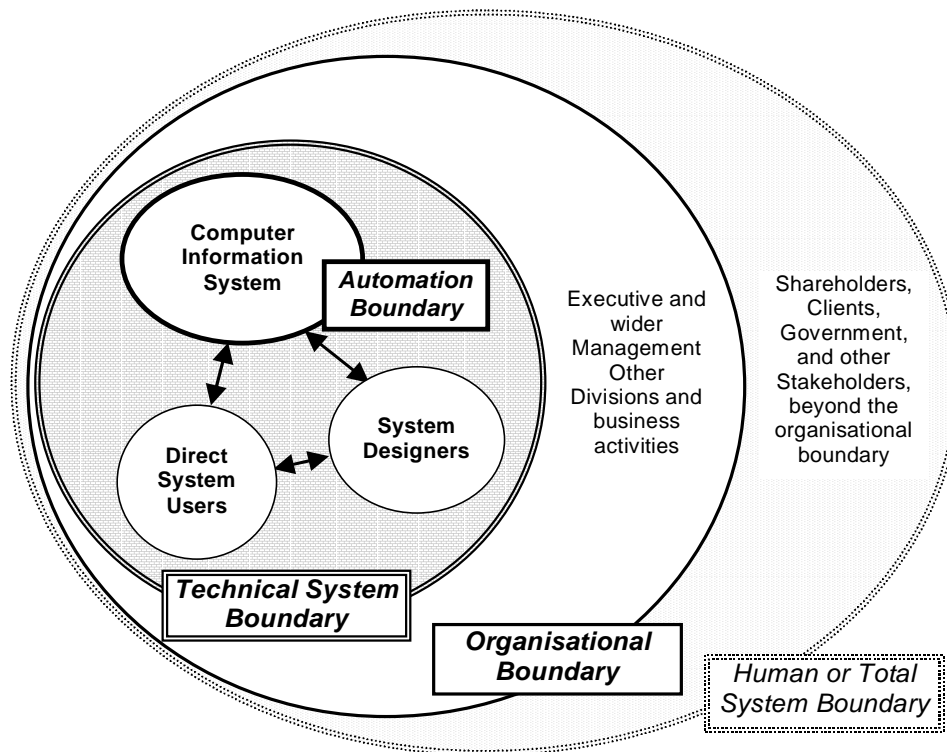 Computer
Information
System
Automation
Boundary
Direct
System
Users
System
Designers
Technical System
Boundary
Executive and
wider
Management
Other
Divisions and
business
activities
Organisational
Boundary
Shareholders,
Clients,
Government,
and other
Stakeholders,
beyond the
organisational
boundary
Human or Total
System Boundary